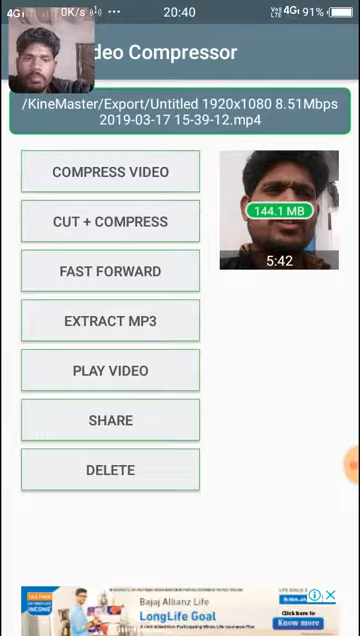 4G 0K/s ••• 20:40 VoLTE 4G 91%
deo Compressor
/KineMaster/Export/Untitled 1920x1080 8.51Mbps
2019-03-17 15-39-12.mp4
COMPRESS VIDEO
144.1 MB
5:42
CUT + COMPRESS
FAST FORWARD
EXTRACT MP3
PLAY VIDEO
SHARE
DELETE
Bajaj Allianz Life
LongLife Goal
Click here to
Know more